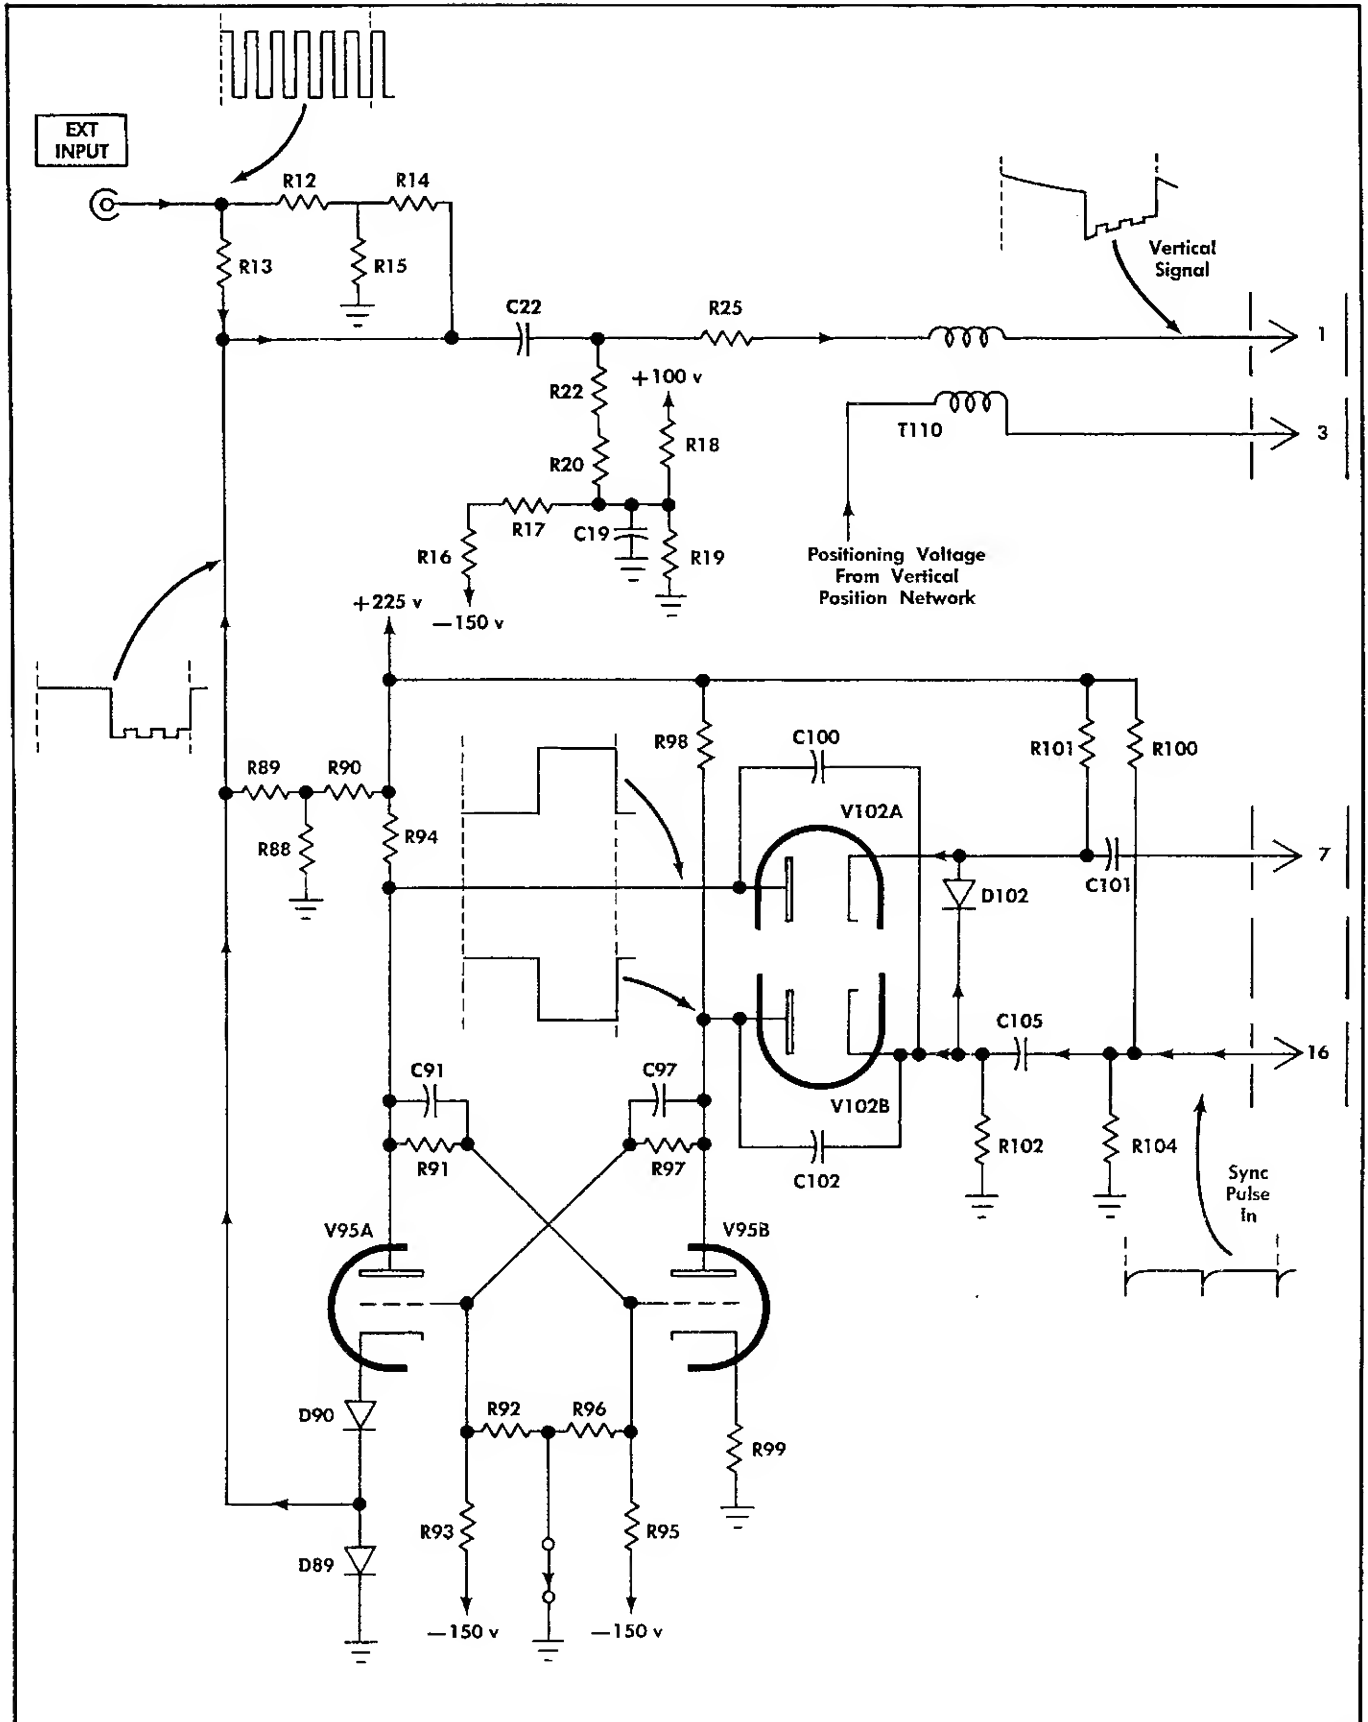 EXT
INPUT
R12
R14
R13
R15
C22
R25
Vertical
Signal
1
R22
+100 v
R18
T110
3
R20
R17
C19
R16
R19
Positioning Voltage
From Vertical
Position Network
+225 v
—150 v
R98
C100
R101
R100
R89
R90
V102A
R94
R88
7
C101
D102
C105
16
C91
C97
V102B
R91
R97
C102
R102
R104
Sync
Pulse
In
V95A
V95B
D90
R92
R96
R99
R93
R95
D89
—150 v
—150 v